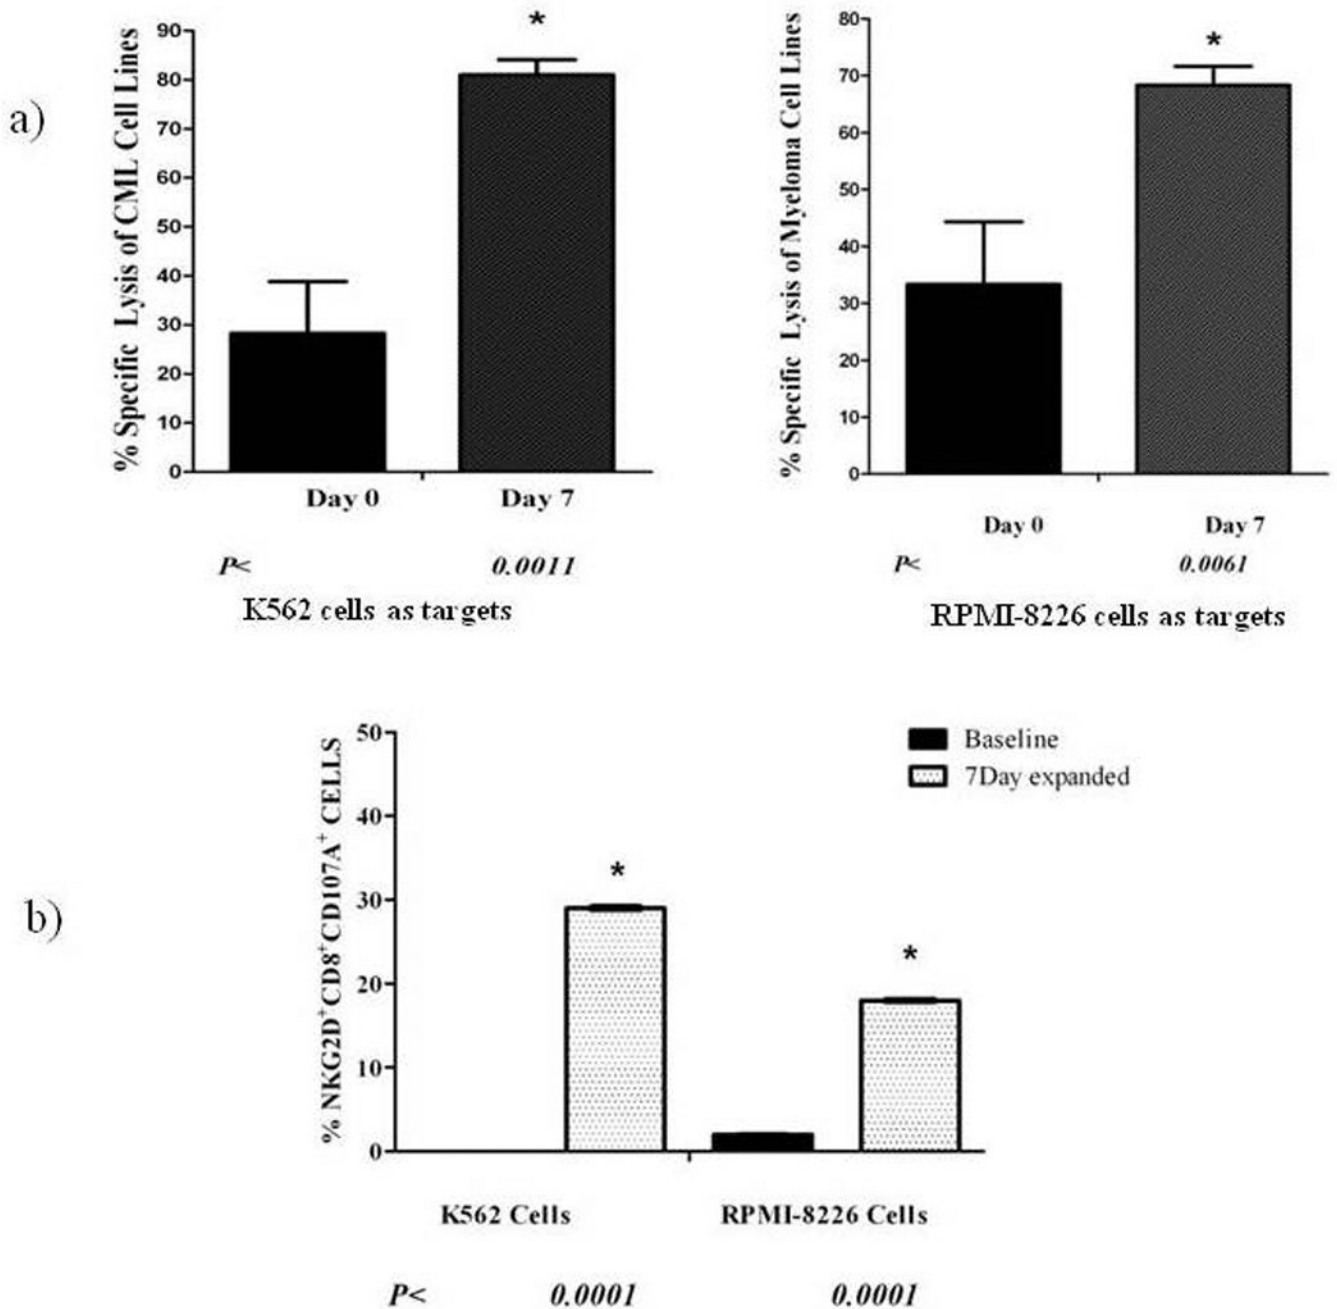 a)
% Specific Lysis of CML Cell Lines
90
80
70
60
50
40
30
20
10
0
*
Day 0 Day 7
P< 0.0011
K562 cells as targets
% Specific Lysis of Myeloma Cell Lines
80
70
60
50
40
30
20
10
0
*
Day 0 Day 7
P< 0.0061
RPMI-8226 cells as targets
b)
% NKG2D⁺CD8⁺CD107A⁺ CELLS
50
40
30
20
10
0
*
*
Baseline
7Day expanded
K562 Cells RPMI-8226 Cells
P< 0.0001 0.0001